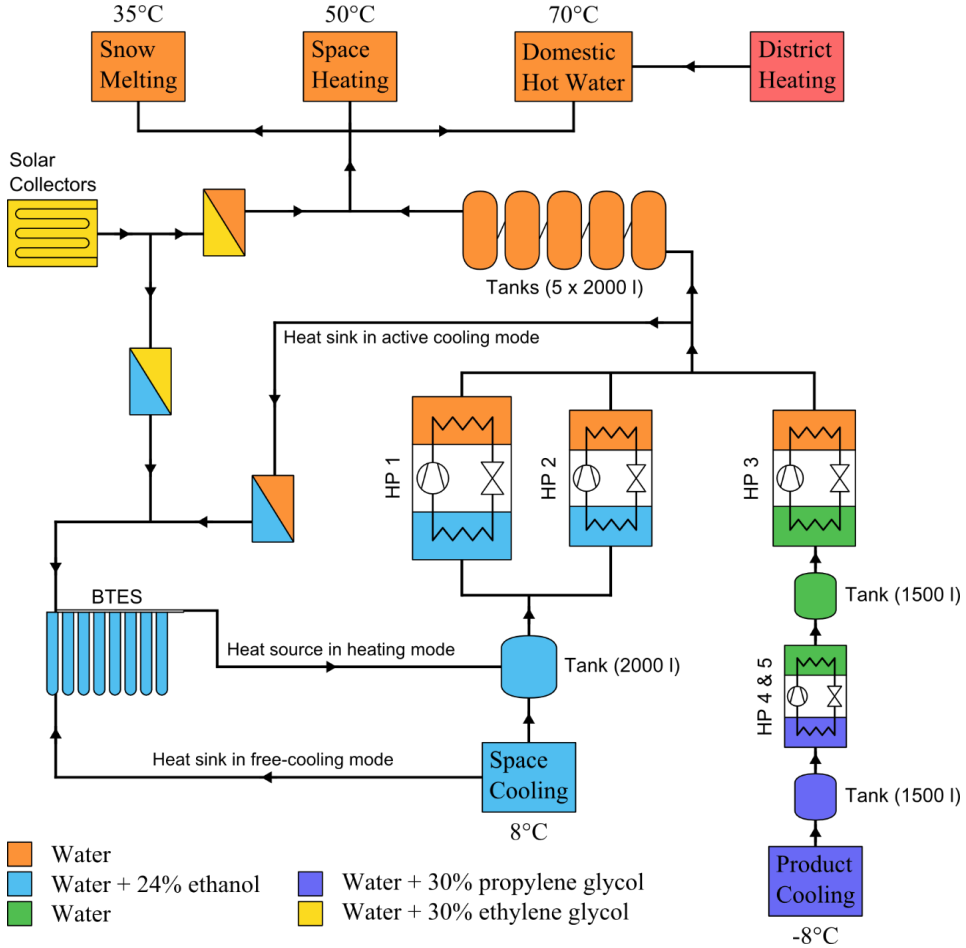 35°C
50°C
70°C
Snow
Melting
Space
Heating
Domestic
Hot Water
District
Heating
Solar
Collectors
Tanks (5 x 2000 l)
Heat sink in active cooling mode
HP 1
HP 2
HP 3
BTES
Tank (1500 l)
Heat source in heating mode
Tank (2000 l)
HP 4 & 5
Heat sink in free-cooling mode
Space
Cooling
8°C
Tank (1500 l)
Product
Cooling
-8°C
Water
Water + 24% ethanol
Water
Water + 30% propylene glycol
Water + 30% ethylene glycol